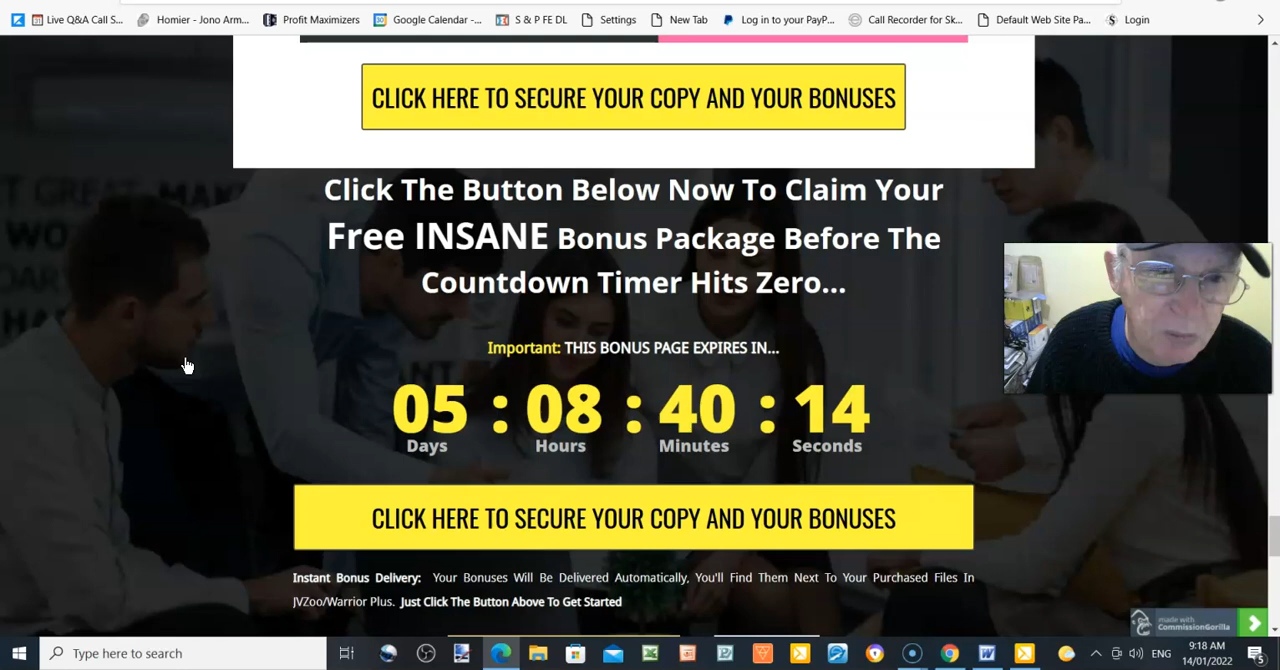 Live Q&A Call S...
Homier - Jono Arm...
Profit Maximizers
Google Calendar -...
S & P FE DL
Settings
New Tab
Log in to your PayP...
Call Recorder for Sk...
Default Web Site Pa...
Login
CLICK HERE TO SECURE YOUR COPY AND YOUR BONUSES
Click The Button Below Now To Claim Your
Free INSANE Bonus Package Before The
Countdown Timer Hits Zero...
Important: THIS BONUS PAGE EXPIRES IN...
05 : 08 : 40 : 14
Days Hours Minutes Seconds
CLICK HERE TO SECURE YOUR COPY AND YOUR BONUSES
Instant Bonus Delivery: Your Bonuses Will Be Delivered Automatically, You'll Find Them Next To Your Purchased Files In
JVZoo/Warrior Plus. Just Click The Button Above To Get Started
made with
CommissionGorilla
Type here to search
ENG
9:18 AM
14/01/2022
5